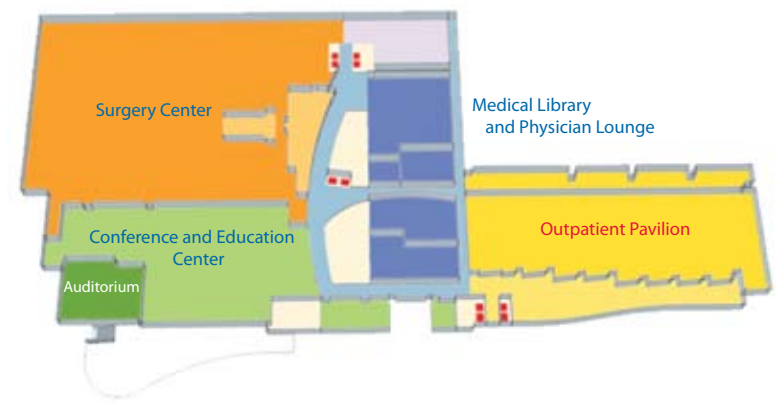 Surgery Center
Medical Library
and Physician Lounge
Conference and Education
Center
Outpatient Pavilion
Auditorium